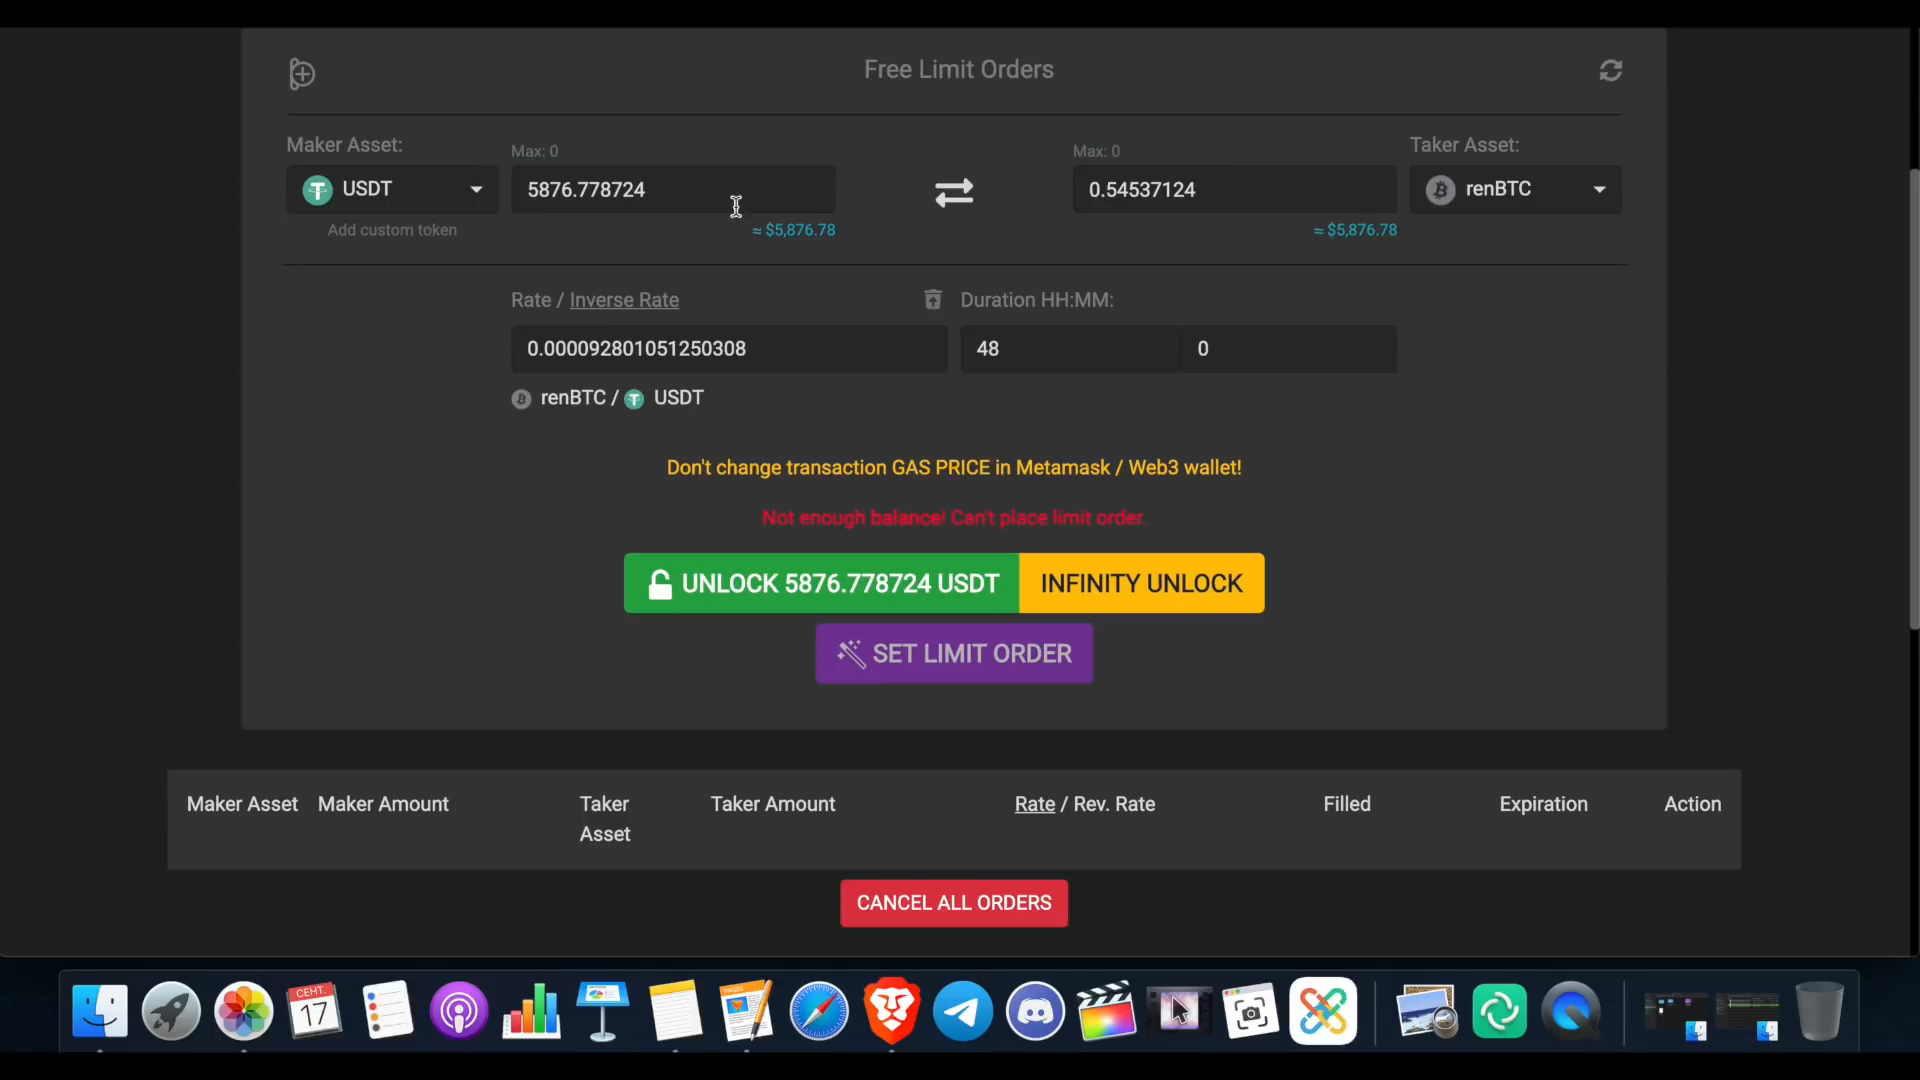 Free Limit Orders
Maker Asset:
Max: 0
Max: 0
Taker Asset:
USDT
5876.778724
0.54537124
renBTC
Add custom token
≈ $5,876.78
≈ $5,876.78
Rate / Inverse Rate
Duration HH:MM:
0.000092801051250308
48
0
renBTC / USDT
Don't change transaction GAS PRICE in Metamask / Web3 wallet!
Not enough balance! Can't place limit order.
UNLOCK 5876.778724 USDT
INFINITY UNLOCK
SET LIMIT ORDER
Maker Asset
Maker Amount
Taker
Asset
Taker Amount
Rate / Rev. Rate
Filled
Expiration
Action
CANCEL ALL ORDERS
СЕНТ.
17
PAGES